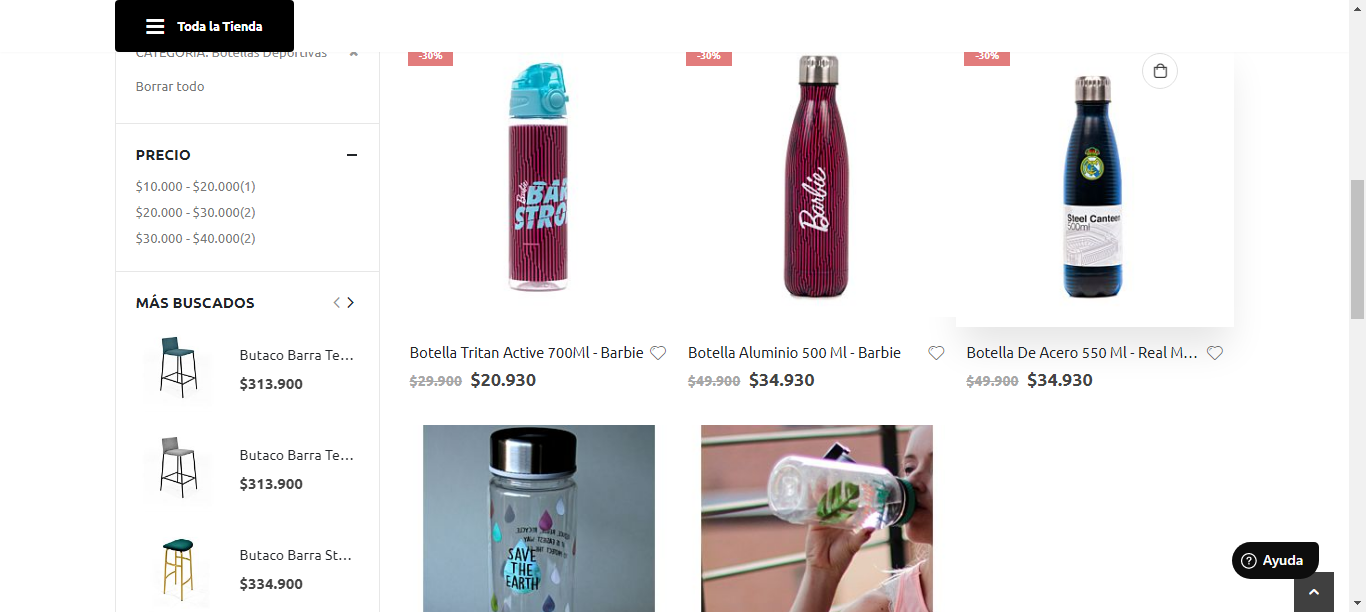 Toda la Tienda
CATEGORÍA: Botellas Deportivas
Borrar todo
PRECIO
$10.000 - $20.000(1)
$20.000 - $30.000(2)
$30.000 - $40.000(2)
MÁS BUSCADOS
Butaco Barra Te...
$313.900
Butaco Barra Te...
$313.900
Butaco Barra St...
$334.900
-30%
-30%
-30%
Barbie
BAR
STRO
Barbie
Steel Canteen
500ml
Botella Tritan Active 700Ml - Barbie
$29.900 $20.930
Botella Aluminio 500 Ml - Barbie
$49.900 $34.930
Botella De Acero 550 Ml - Real M...
$49.900 $34.930
SAVE
THE
EARTH
Ayuda